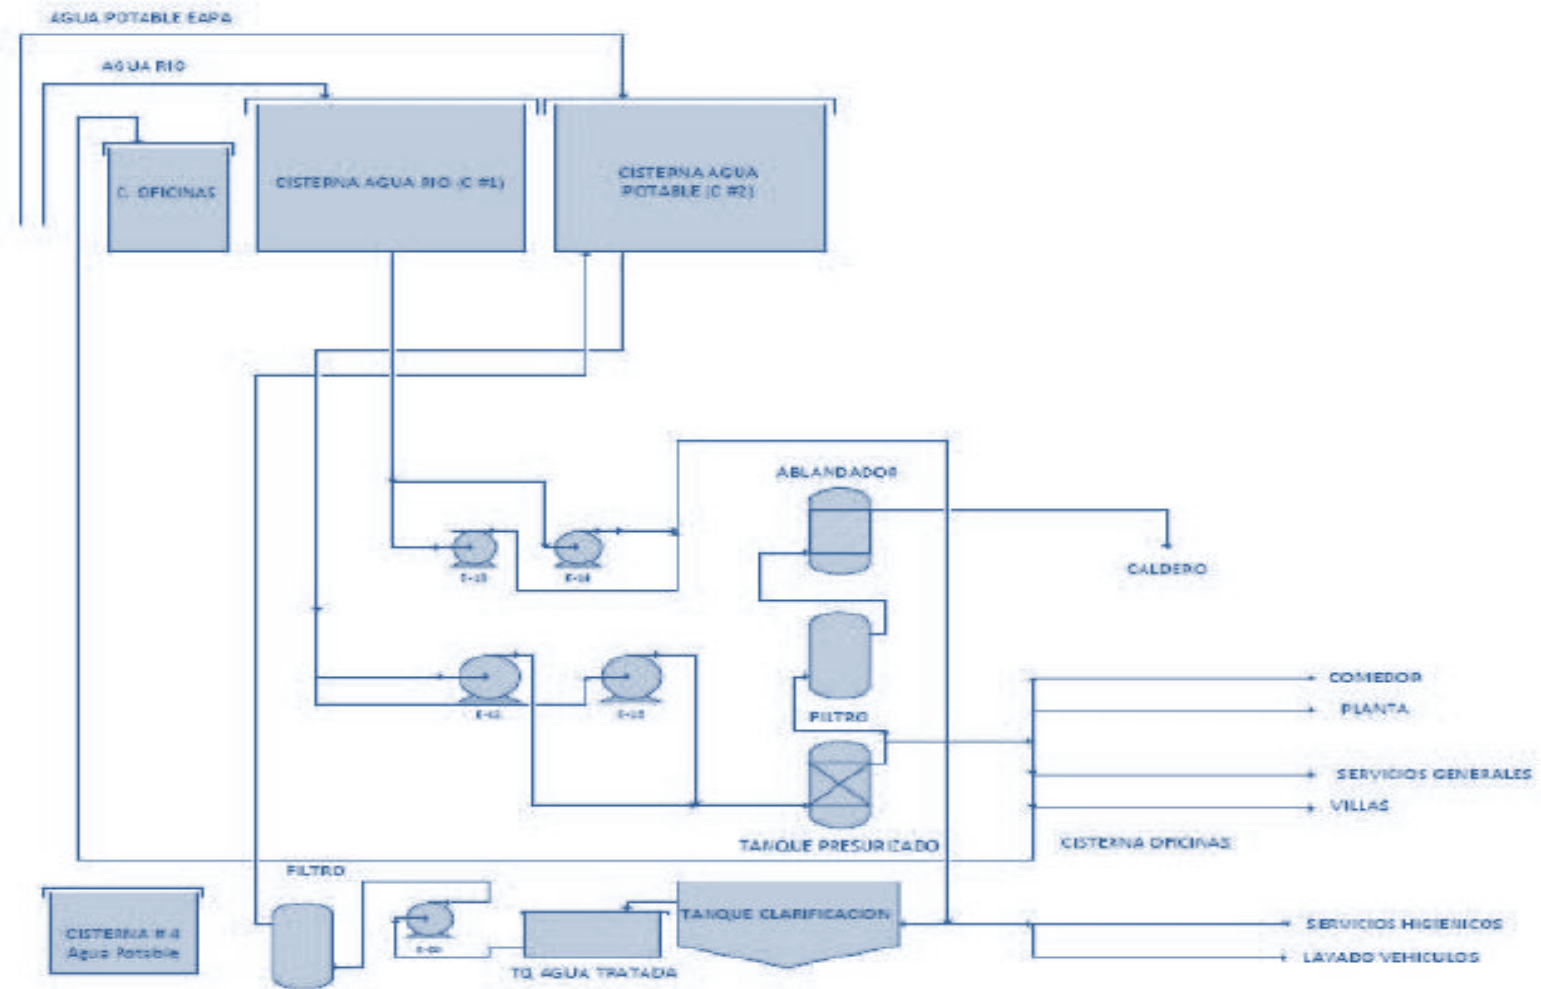 AGUA POTABLE EAPA
AGUA RIO
C. OFICINAS
CISTERNA AGUA RIO (C #1)
CISTERNA AGUA
POTABLE (C #2)
ABLANDADOR
CALDERO
FILTRO
COMEDOR
PLANTA
SERVICIOS GENERALES
VILLAS
TANQUE PRESURIZADO
CISTERNA OFICINAS
FILTRO
CISTERNA # 4
Agua Potable
TQ. AGUA TRATADA
TANQUE CLARIFICACION
SERVICIOS HIGIENICOS
LAVADO VEHICULOS